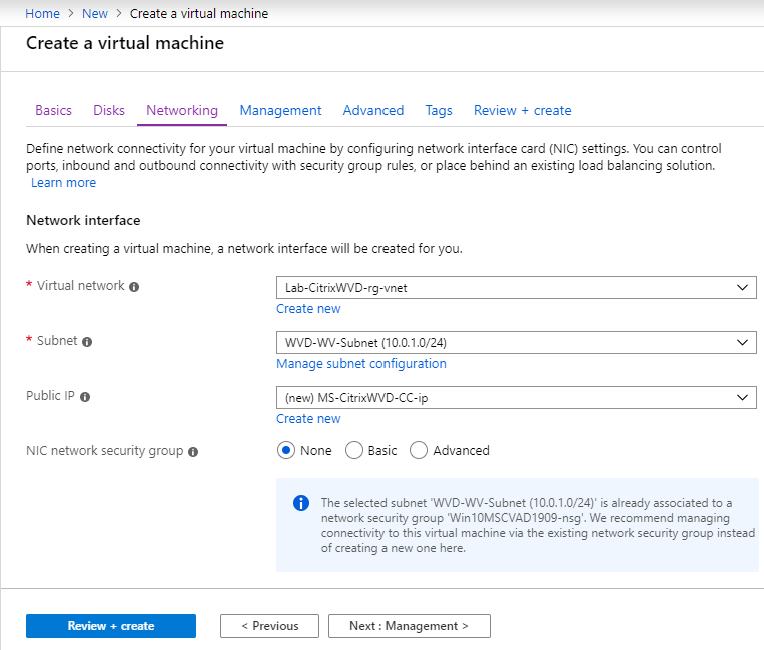 Home > New > Create a virtual machine
Create a virtual machine
Basics Disks Networking Management Advanced Tags Review + create
Define network connectivity for your virtual machine by configuring network interface card (NIC) settings. You can control
ports, inbound and outbound connectivity with security group rules, or place behind an existing load balancing solution.
Learn more
Network interface
When creating a virtual machine, a network interface will be created for you.
* Virtual network
Lab-CitrixWVD-rg-vnet
Create new
* Subnet
WVD-WV-Subnet (10.0.1.0/24)
Manage subnet configuration
Public IP
(new) MS-CitrixWVD-CC-ip
Create new
NIC network security group
None Basic Advanced
The selected subnet 'WVD-WV-Subnet (10.0.1.0/24)' is already associated to a
network security group 'Win10MSCVAD1909-nsg'. We recommend managing
connectivity to this virtual machine via the existing network security group instead
of creating a new one here.
Review + create < Previous Next : Management >